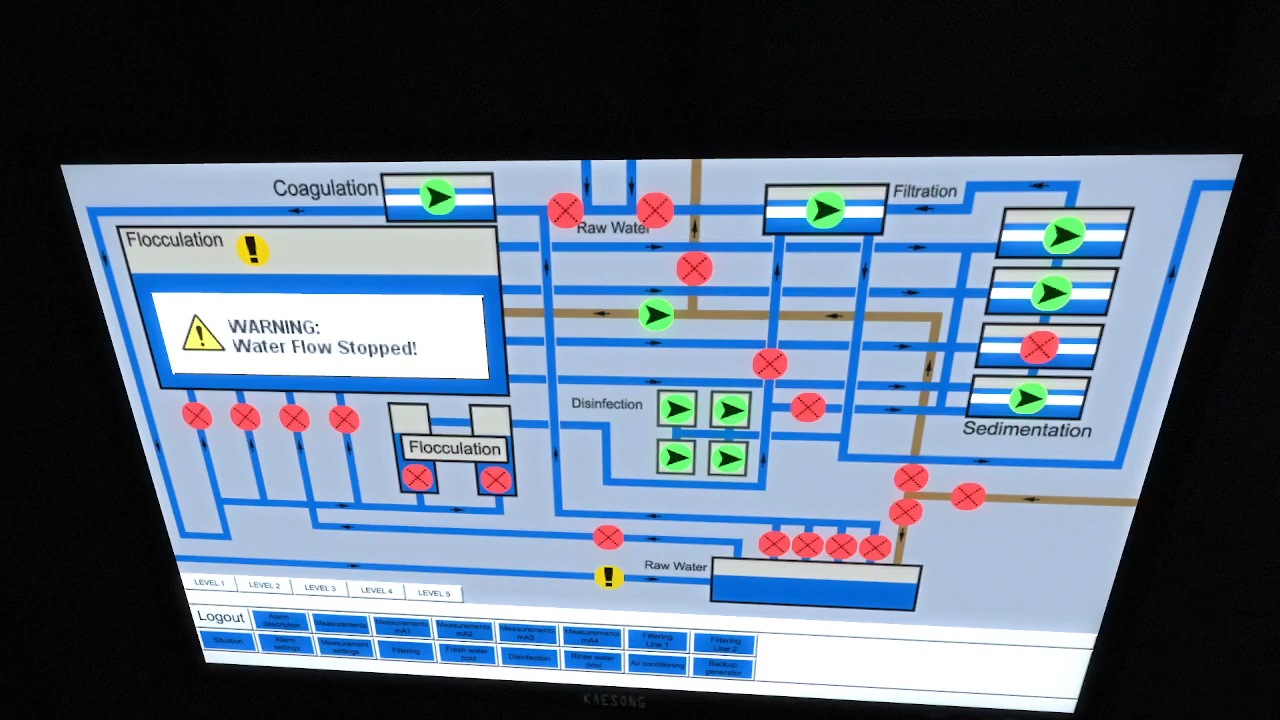 Coagulation
Filtration
Raw Water
Flocculation
WARNING:
Water Flow Stopped!
Disinfection
Sedimentation
Flocculation
Raw Water
LEVEL 1
LEVEL 2
LEVEL 3
LEVEL 4
LEVEL 5
Logout
Alarm
description
Measurements
Measurements
mA1
Measurements
mA2
Measurements
mA3
Measurements
mA4
Filtering
Line 1
Filtering
Line 2
Situation
Alarm
settings
Measurement
settings
Filtering
Fresh water
pool
Disinfection
Rinse water
pool
Air conditioning
Backup
generator
KAESONG